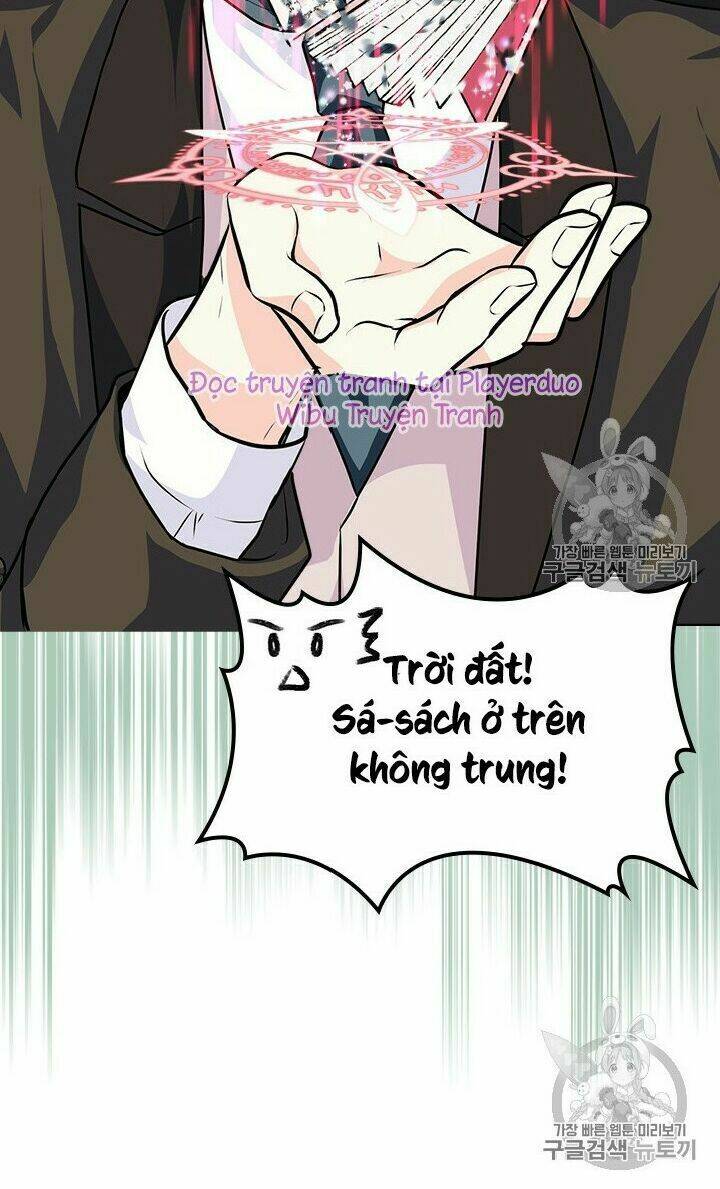 Đọc truyện tranh tại Playerduo
Wibu Truyện Tranh
가장 빠른 웹툰 미리보기
구글검색 뉴토끼
Trời đất!
Sá-sách ở trên
không trung!
가장 빠른 웹툰 미리보기
구글검색 뉴토끼